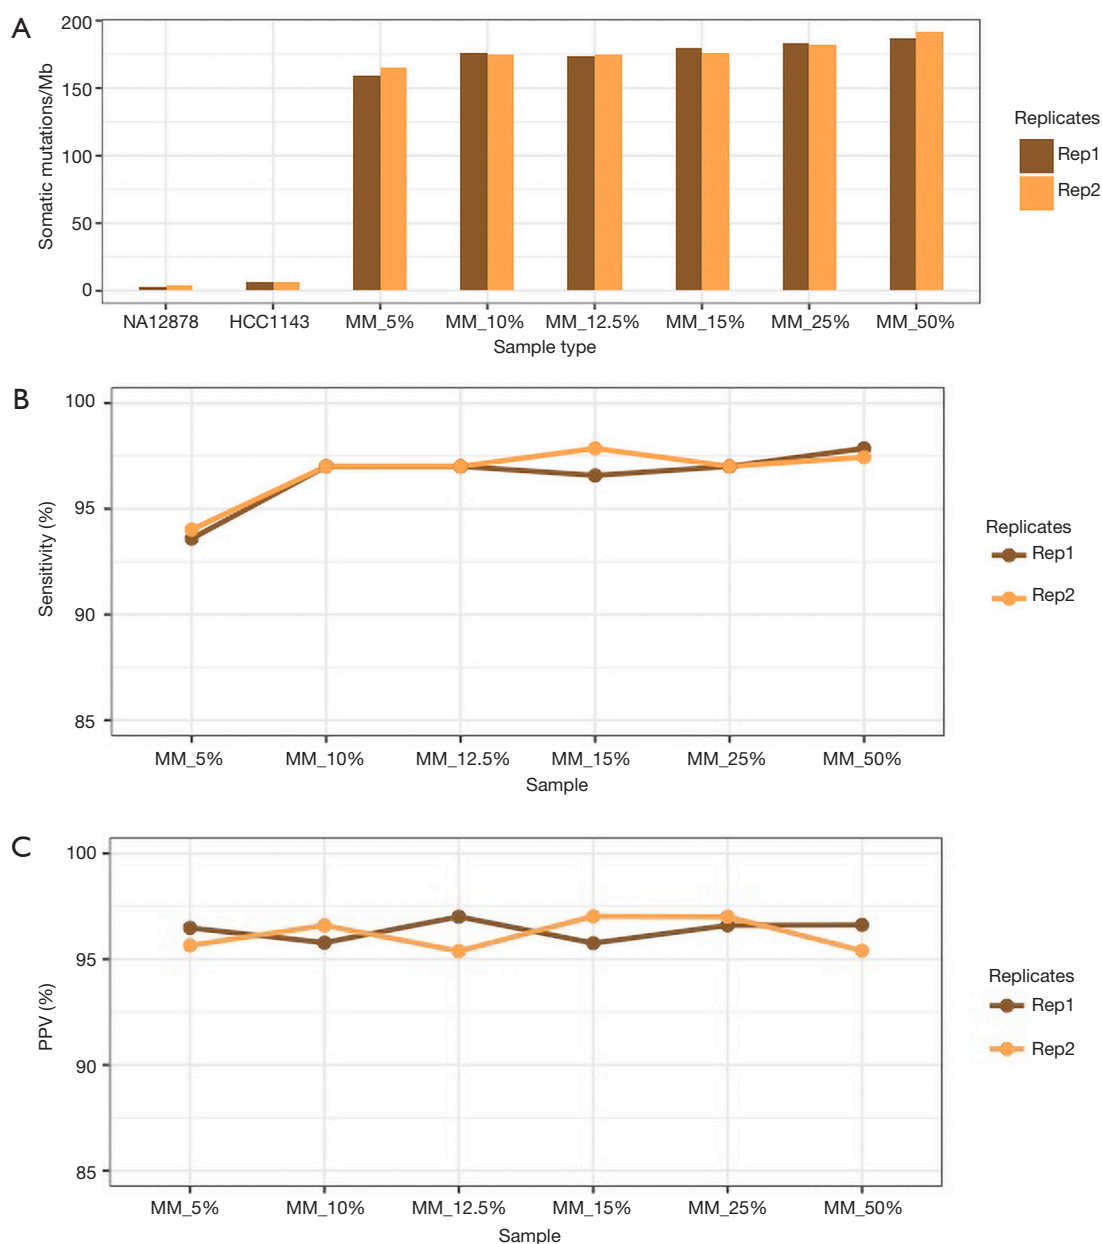 A
Somatic mutations/Mb
200
150
100
50
0
NA12878 HCC1143 MM_5% MM_10% MM_12.5% MM_15% MM_25% MM_50%
Sample type
Replicates
Rep1
Rep2
B
Sensitivity (%)
100
95
90
85
MM_5% MM_10% MM_12.5% MM_15% MM_25% MM_50%
Sample
Replicates
Rep1
Rep2
C
PPV (%)
100
95
90
85
MM_5% MM_10% MM_12.5% MM_15% MM_25% MM_50%
Sample
Replicates
Rep1
Rep2